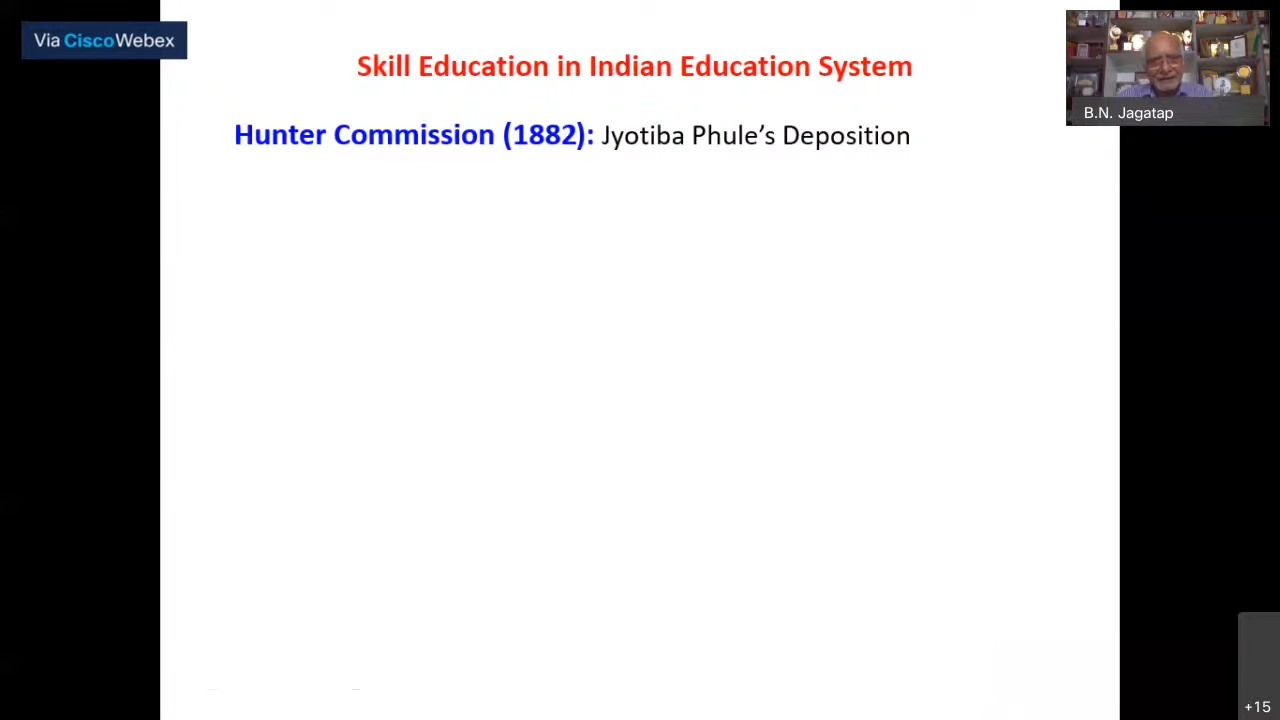 Via CiscoWebex
Skill Education in Indian Education System
B.N. Jagatap
Hunter Commission (1882): Jyotiba Phule’s Deposition
+15